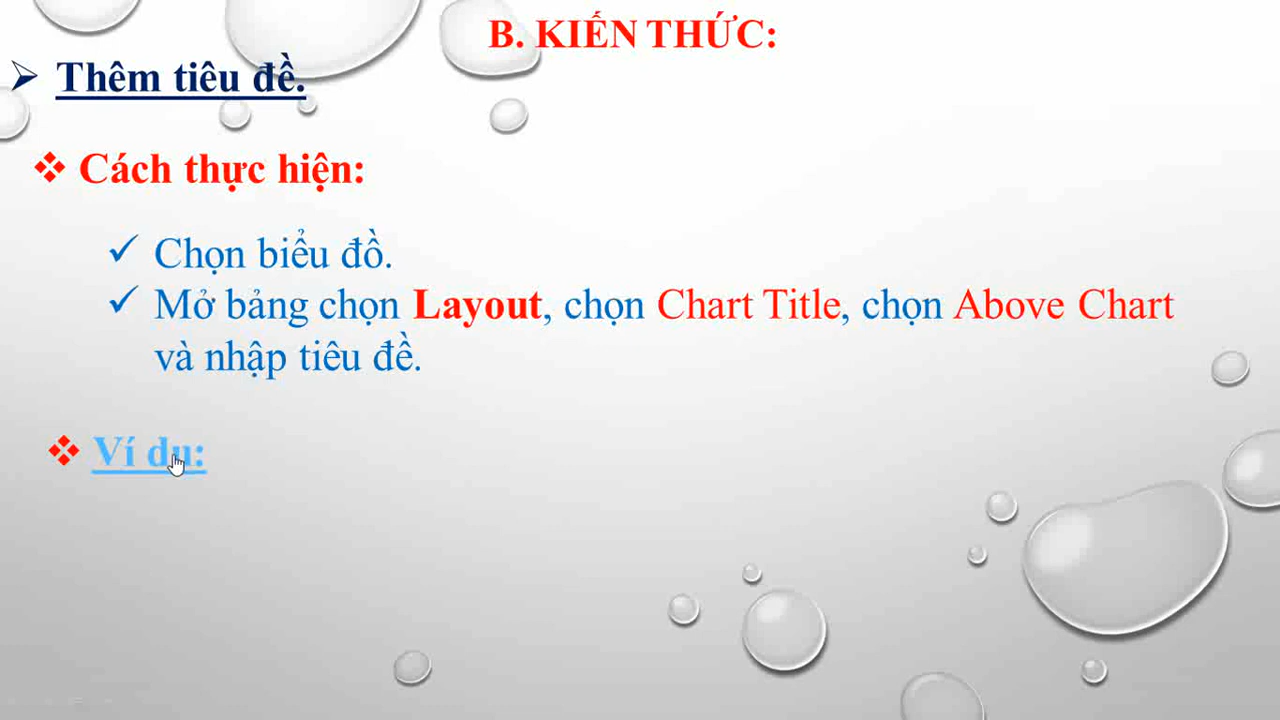 B. KIẾN THỨC:
Thêm tiêu đề.
Cách thực hiện:
Chọn biểu đồ.
Mở bảng chọn Layout, chọn Chart Title, chọn Above Chart
và nhập tiêu đề.
Ví dụ: